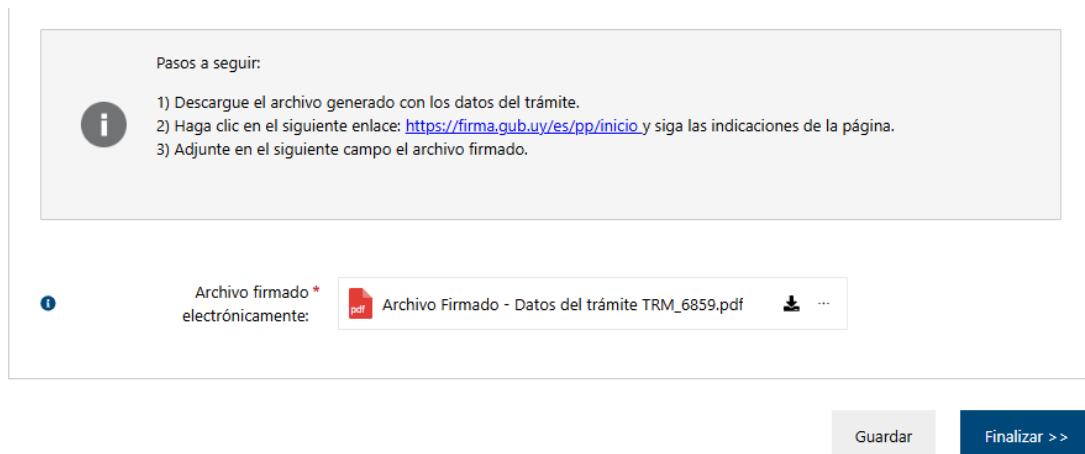 Pasos a seguir:
1) Descargue el archivo generado con los datos del trámite.
2) Haga clic en el siguiente enlace: https://firma.gub.uy/es/pp/inicio y siga las indicaciones de la página.
3) Adjunte en el siguiente campo el archivo firmado.
Archivo firmado *
electrónicamente:
pdf Archivo Firmado - Datos del trámite TRM_6859.pdf ...
Guardar Finalizar >>